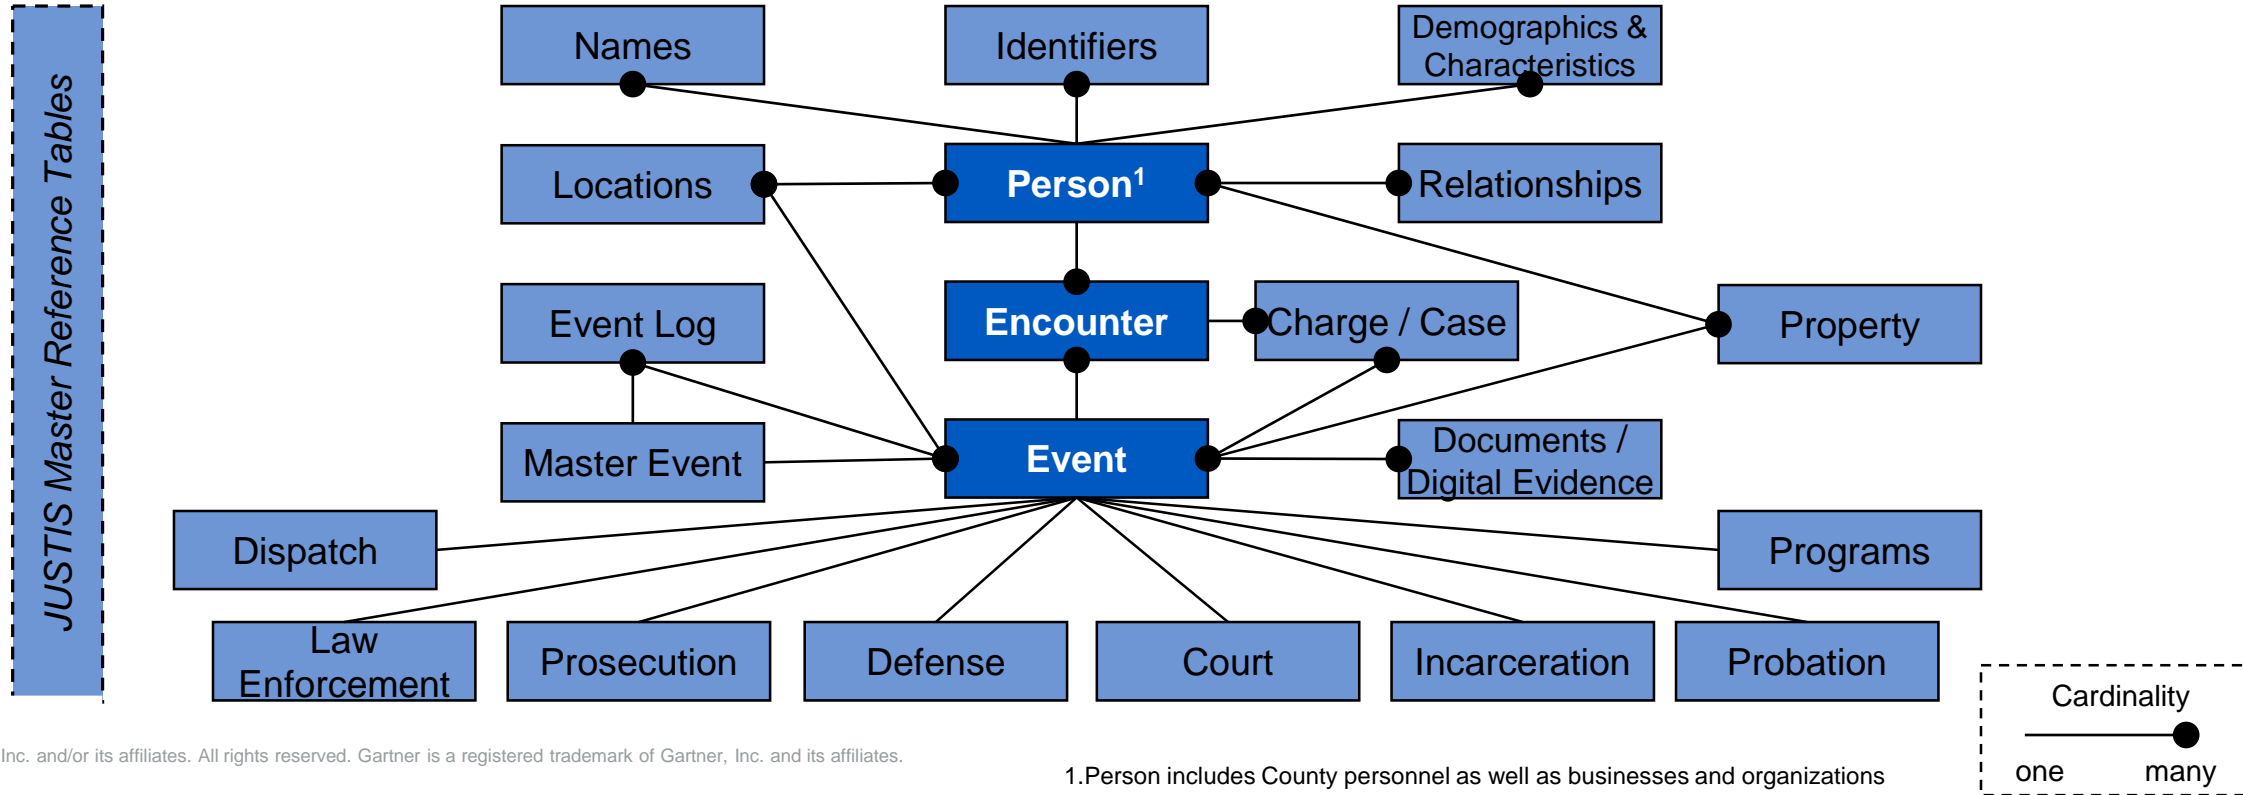 JUSTIS Master Reference Tables
Names
Identifiers
Demographics &
Characteristics
Locations
Person1
Relationships
Event Log
Encounter
Charge / Case
Property
Master Event
Event
Documents /
Digital Evidence
Dispatch
Programs
Law
Enforcement
Prosecution
Defense
Court
Incarceration
Probation
Cardinality
one many
Inc. and/or its affiliates. All rights reserved. Gartner is a registered trademark of Gartner, Inc. and its affiliates.
1.Person includes County personnel as well as businesses and organizations